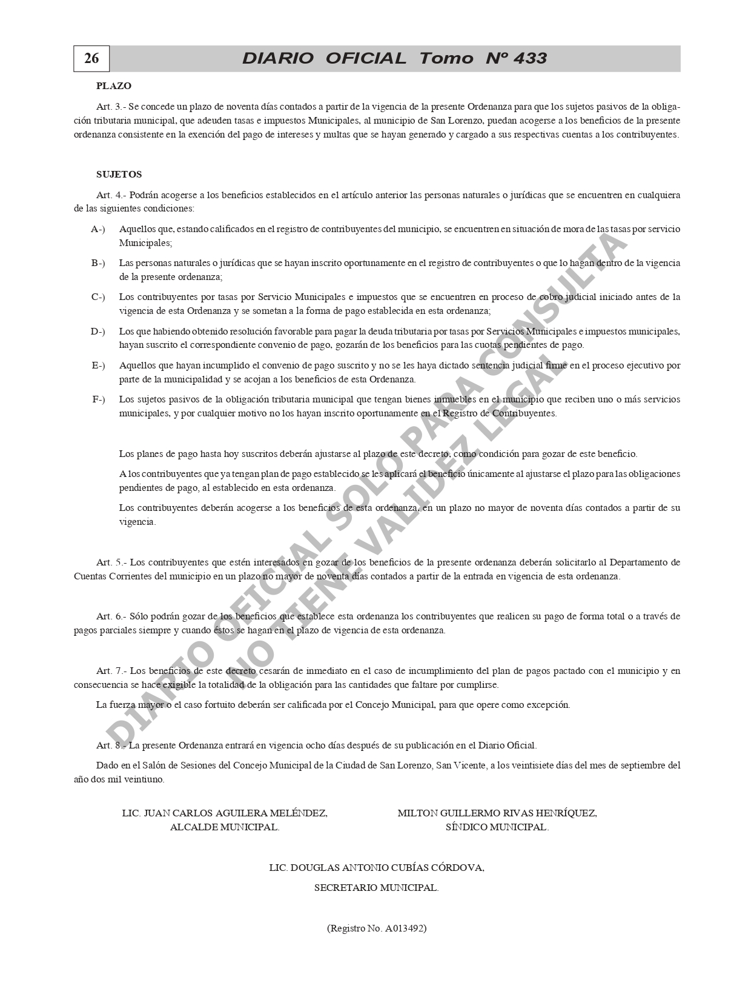 26
DIARIO OFICIAL Tomo Nº 433
PLAZO
Art. 3.- Se concede un plazo de noventa días contados a partir de la vigencia de la presente Ordenanza para que los sujetos pasivos de la obliga-
ción tributaria municipal, que adeuden tasas e impuestos Municipales, al municipio de San Lorenzo, puedan acogerse a los beneficios de la presente
ordenanza consistente en la exención del pago de intereses y multas que se hayan generado y cargado a sus respectivas cuentas a los contribuyentes.
SUJETOS
Art. 4.- Podrán acogerse a los beneficios establecidos en el artículo anterior las personas naturales o jurídicas que se encuentren en cualquiera
de las siguientes condiciones:
A-) Aquellos que, estando calificados en el registro de contribuyentes del municipio, se encuentren en situación de mora de las tasas por servicio
Municipales;
B-) Las personas naturales o jurídicas que se hayan inscrito oportunamente en el registro de contribuyentes o que lo hagan dentro de la vigencia
de la presente ordenanza;
C-) Los contribuyentes por tasas por Servicio Municipales e impuestos que se encuentren en proceso de cobro judicial iniciado antes de la
vigencia de esta Ordenanza y se sometan a la forma de pago establecida en esta ordenanza;
D-) Los que habiendo obtenido resolución favorable para pagar la deuda tributaria por tasas por Servicios Municipales e impuestos municipales,
hayan suscrito el correspondiente convenio de pago, gozarán de los beneficios para las cuotas pendientes de pago.
E-) Aquellos que hayan incumplido el convenio de pago suscrito y no se les haya dictado sentencia judicial firme en el proceso ejecutivo por
parte de la municipalidad y se acojan a los beneficios de esta Ordenanza.
F-) Los sujetos pasivos de la obligación tributaria municipal que tengan bienes inmuebles en el municipio que reciben uno o más servicios
municipales, y por cualquier motivo no los hayan inscrito oportunamente en el Registro de Contribuyentes.
Los planes de pago hasta hoy suscritos deberán ajustarse al plazo de este decreto, como condición para gozar de este beneficio.
A los contribuyentes que ya tengan plan de pago establecido se les aplicará el beneficio únicamente al ajustarse el plazo para las obligaciones
pendientes de pago, al establecido en esta ordenanza.
Los contribuyentes deberán acogerse a los beneficios de esta ordenanza, en un plazo no mayor de noventa días contados a partir de su
vigencia.
Art. 5.- Los contribuyentes que estén interesados en gozar de los beneficios de la presente ordenanza deberán solicitarlo al Departamento de
Cuentas Corrientes del municipio en un plazo no mayor de noventa días contados a partir de la entrada en vigencia de esta ordenanza.
Art. 6.- Sólo podrán gozar de los beneficios que establece esta ordenanza los contribuyentes que realicen su pago de forma total o a través de
pagos parciales siempre y cuando éstos se hagan en el plazo de vigencia de esta ordenanza.
Art. 7.- Los beneficios de este decreto cesarán de inmediato en el caso de incumplimiento del plan de pagos pactado con el municipio y en
consecuencia se hace exigible la totalidad de la obligación para las cantidades que faltare por cumplirse.
La fuerza mayor o el caso fortuito deberán ser calificada por el Concejo Municipal, para que opere como excepción.
Art. 8.- La presente Ordenanza entrará en vigencia ocho días después de su publicación en el Diario Oficial.
Dado en el Salón de Sesiones del Concejo Municipal de la Ciudad de San Lorenzo, San Vicente, a los veintisiete días del mes de septiembre del
año dos mil veintiuno.
LIC. JUAN CARLOS AGUILERA MELÉNDEZ,
ALCALDE MUNICIPAL.
MILTON GUILLERMO RIVAS HENRÍQUEZ,
SÍNDICO MUNICIPAL.
LIC. DOUGLAS ANTONIO CUBÍAS CÓRDOVA,
SECRETARIO MUNICIPAL.
(Registro No. A013492)
DIARIO OFICIAL SOLO PARA CONSULTA
NO TIENE VALIDEZ LEGAL